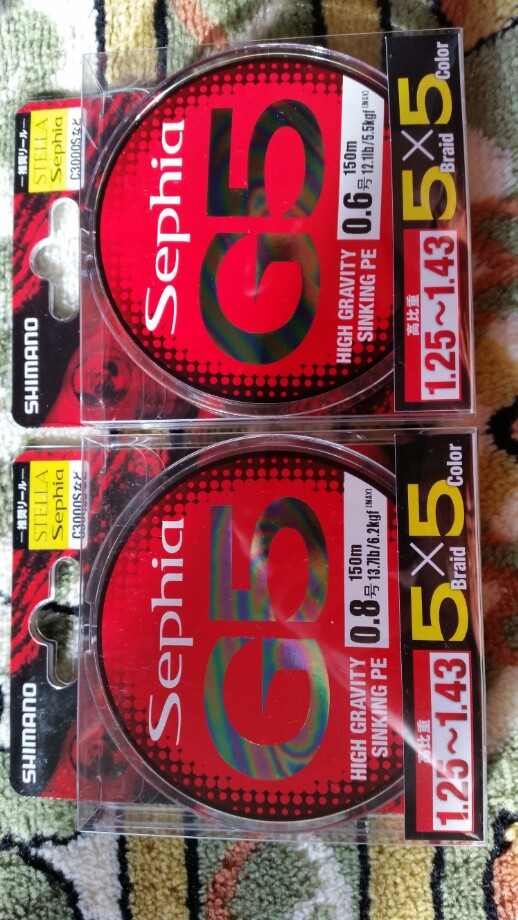 SHIMANO
一推奨リール一
STELLA
Sephia
C3000Sなど
Sephia
G5
HIGH GRAVITY
SINKING PE
150m
0.6号 12.1lb/5.5kgf(MAX)
高比重
1.25～1.43
5×5
Braid Color
SHIMANO
一推奨リール一
STELLA
Sephia
C3000Sなど
Sephia
G5
HIGH GRAVITY
SINKING PE
150m
0.8号 13.7lb/6.2kgf(MAX)
高比重
1.25～1.43
5×5
Braid Color